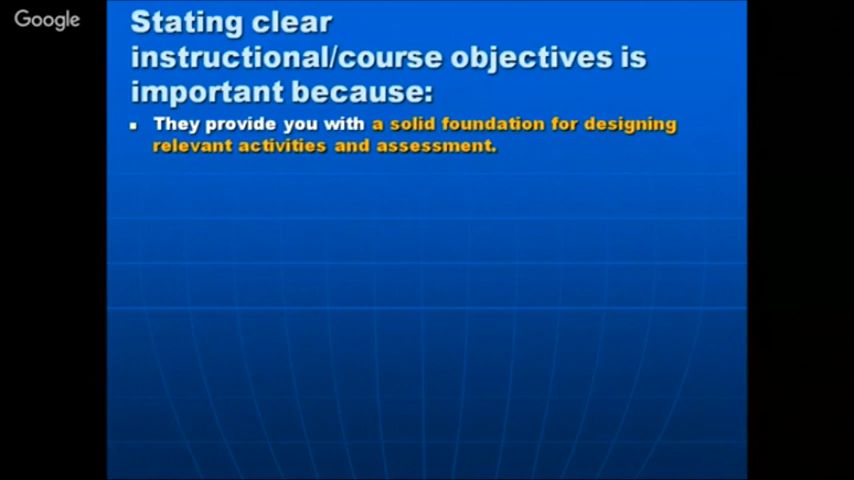 Google
Stating clear
instructional/course objectives is
important because:
They provide you with a solid foundation for designing
relevant activities and assessment.